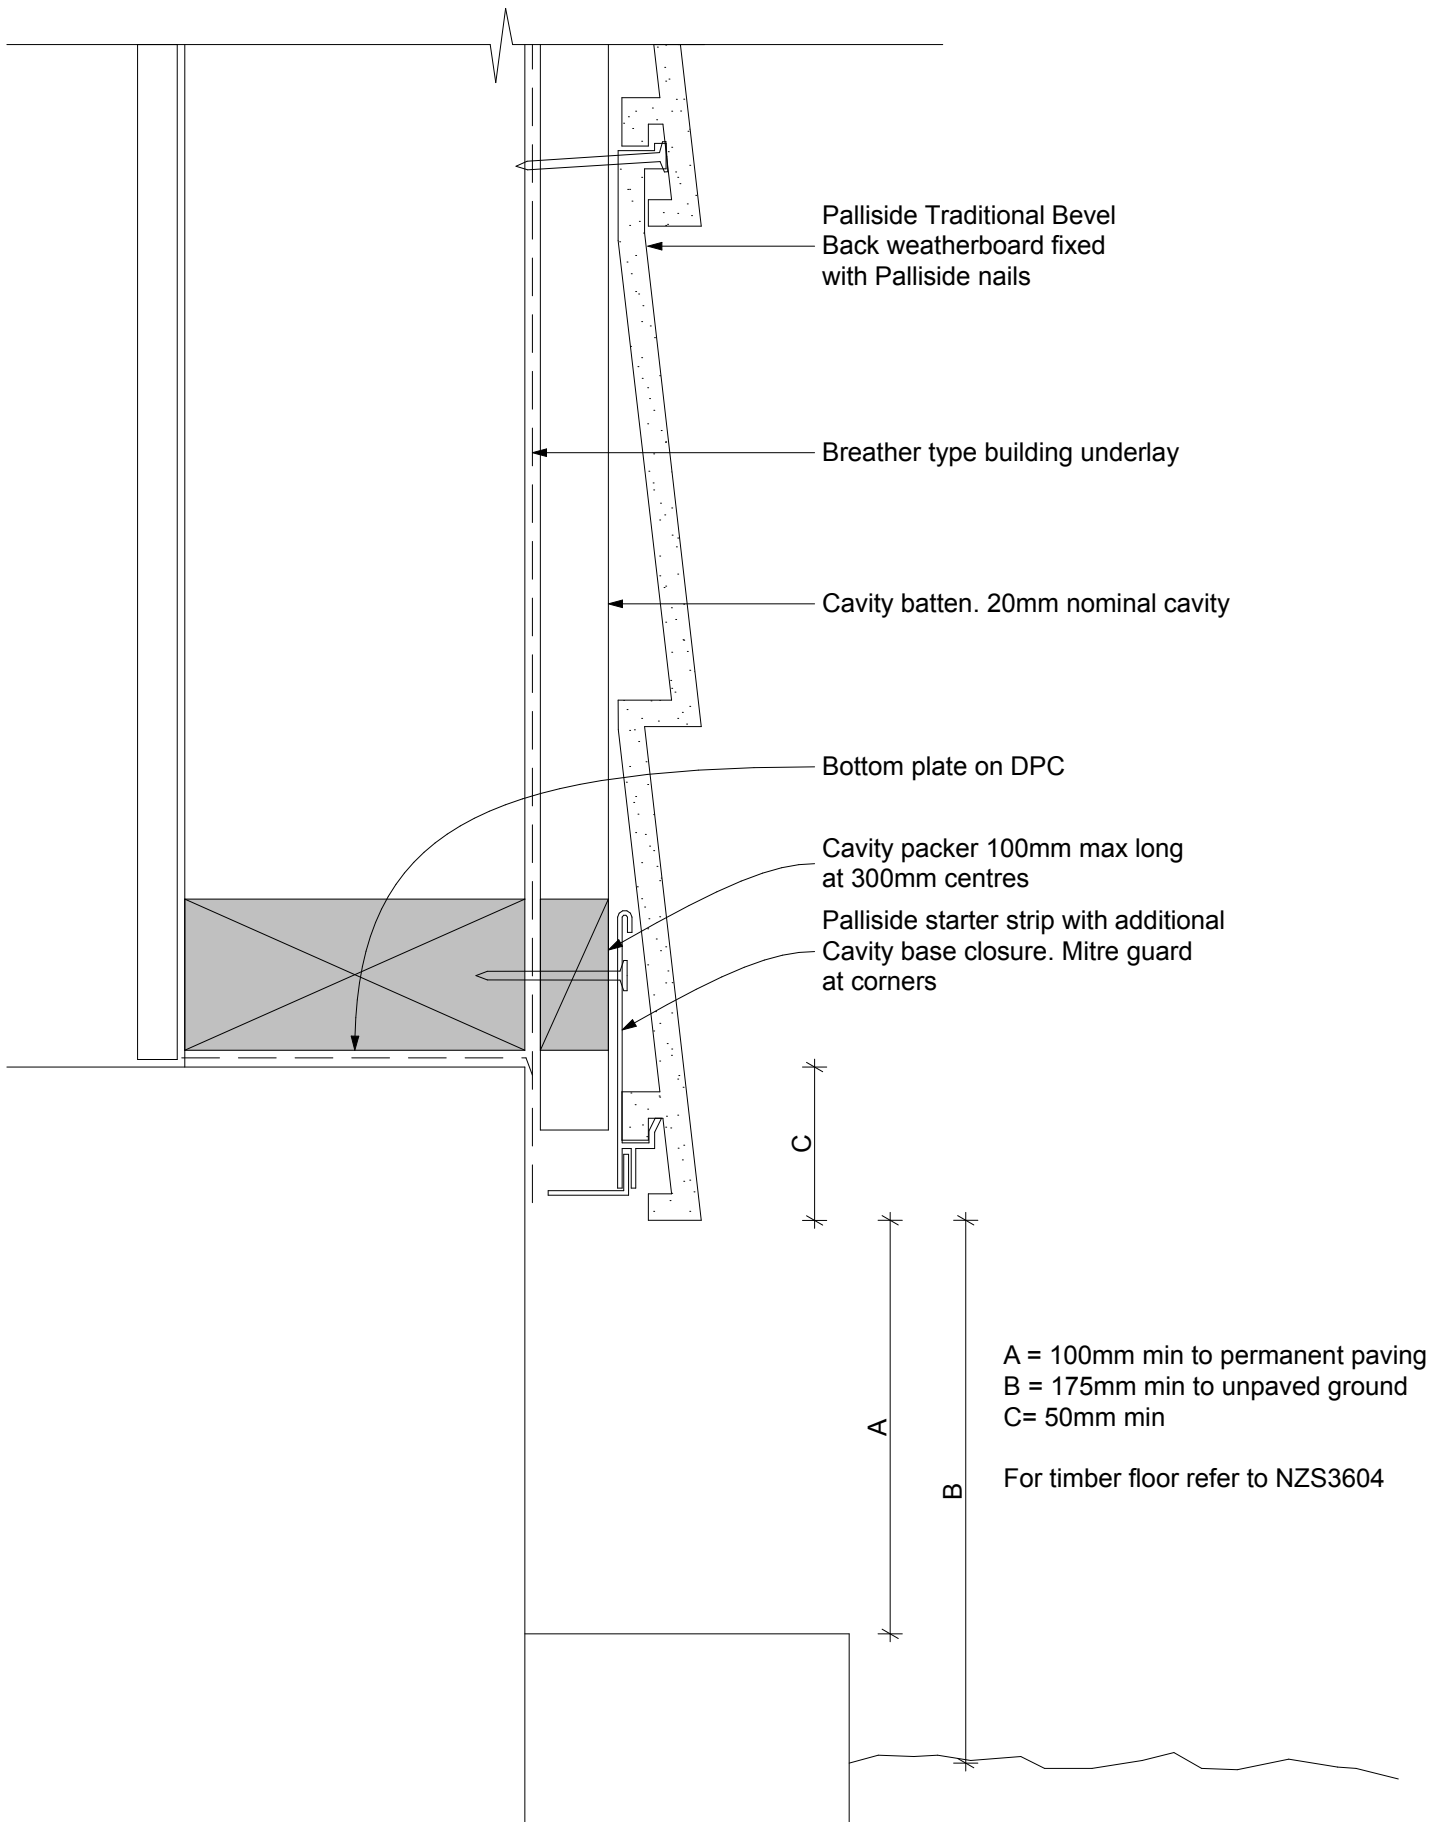 Palliside Traditional Bevel
Back weatherboard fixed
with Palliside nails
Breather type building underlay
Cavity batten. 20mm nominal cavity
Bottom plate on DPC
Cavity packer 100mm max long
at 300mm centres
Palliside starter strip with additional
Cavity base closure. Mitre guard
at corners
C
A = 100mm min to permanent paving
B = 175mm min to unpaved ground
C= 50mm min
A
For timber floor refer to NZS3604
B